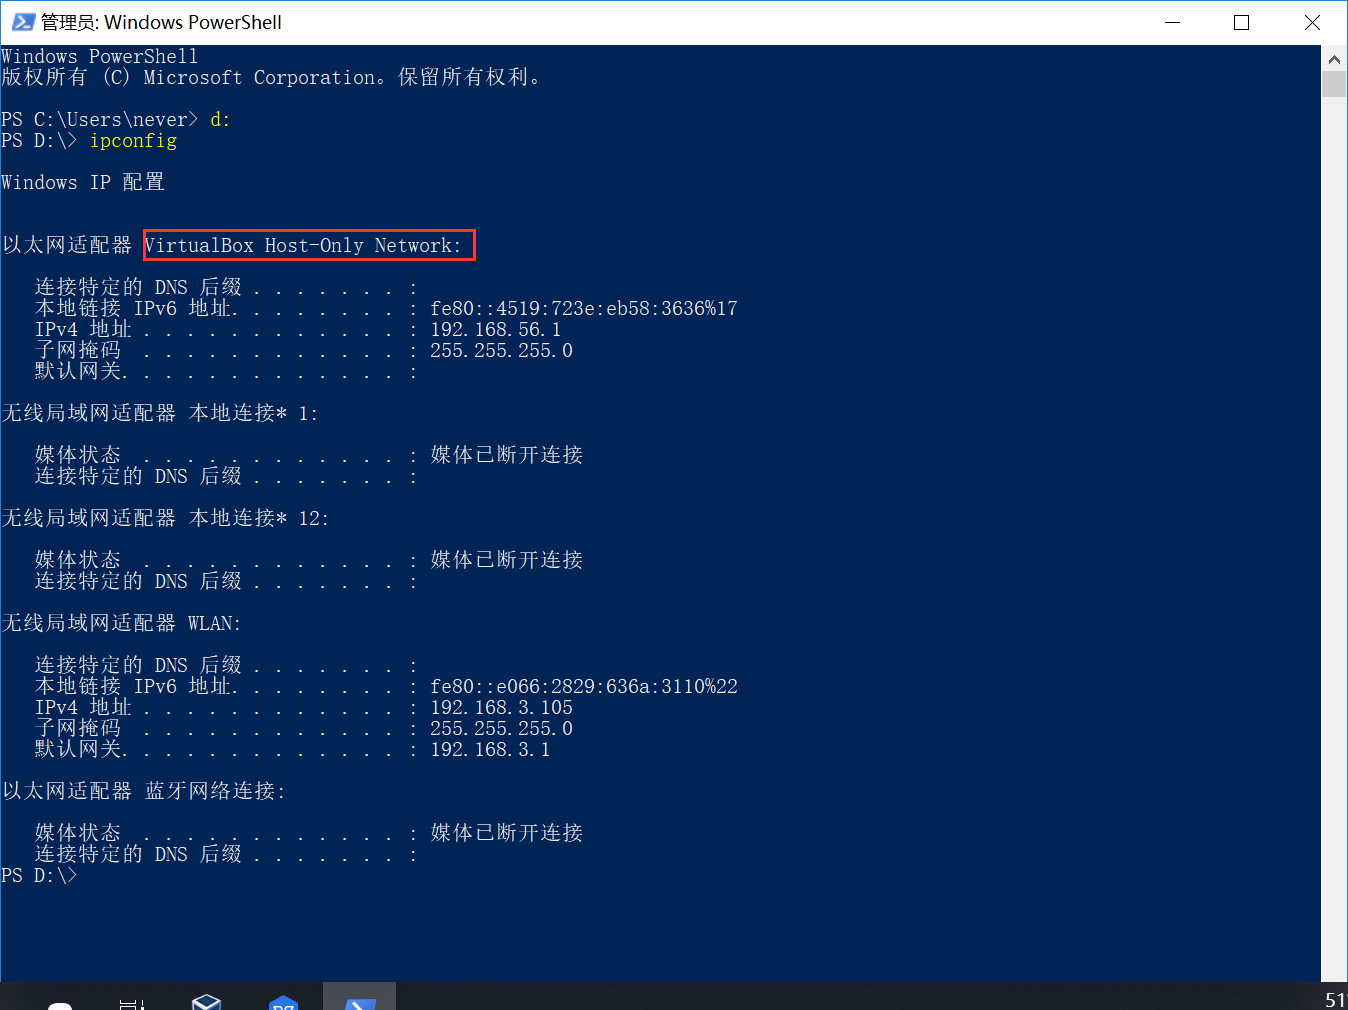 管理员: Windows PowerShell
Windows PowerShell
版权所有 (C) Microsoft Corporation。保留所有权利。
PS C:\Users\never> d:
PS D:\> ipconfig
Windows IP 配置
以太网适配器 VirtualBox Host-Only Network:
连接特定的 DNS 后缀 . . . . . . . :
本地链接 IPv6 地址. . . . . . . . : fe80::4519:723e:eb58:3636%17
IPv4 地址 . . . . . . . . . . . . : 192.168.56.1
子网掩码  . . . . . . . . . . . . : 255.255.255.0
默认网关. . . . . . . . . . . . . :
无线局域网适配器 本地连接* 1:
媒体状态  . . . . . . . . . . . . : 媒体已断开连接
连接特定的 DNS 后缀 . . . . . . . :
无线局域网适配器 本地连接* 12:
媒体状态  . . . . . . . . . . . . : 媒体已断开连接
连接特定的 DNS 后缀 . . . . . . . :
无线局域网适配器 WLAN:
连接特定的 DNS 后缀 . . . . . . . :
本地链接 IPv6 地址. . . . . . . . : fe80::e066:2829:636a:3110%22
IPv4 地址 . . . . . . . . . . . . : 192.168.3.105
子网掩码  . . . . . . . . . . . . : 255.255.255.0
默认网关. . . . . . . . . . . . . : 192.168.3.1
以太网适配器 蓝牙网络连接:
媒体状态  . . . . . . . . . . . . : 媒体已断开连接
连接特定的 DNS 后缀 . . . . . . . :
PS D:\>